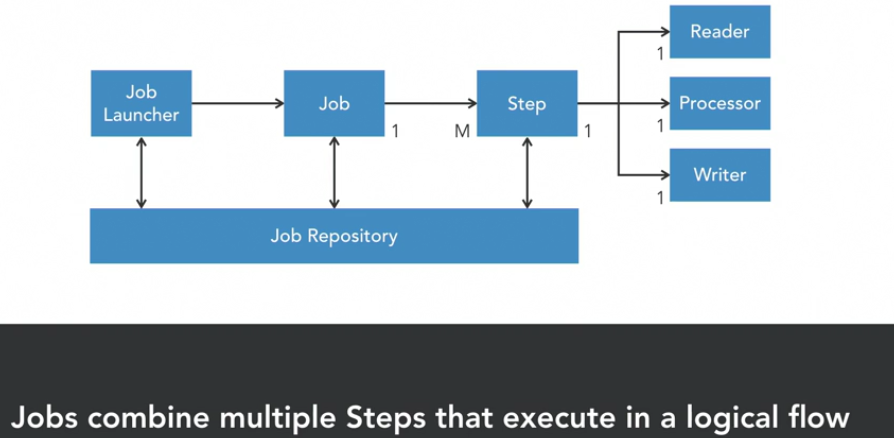 Reader
1
Job
Launcher
Job
Step
Processor
1
M
1
1
Writer
1
Job Repository
Jobs combine multiple Steps that execute in a logical flow